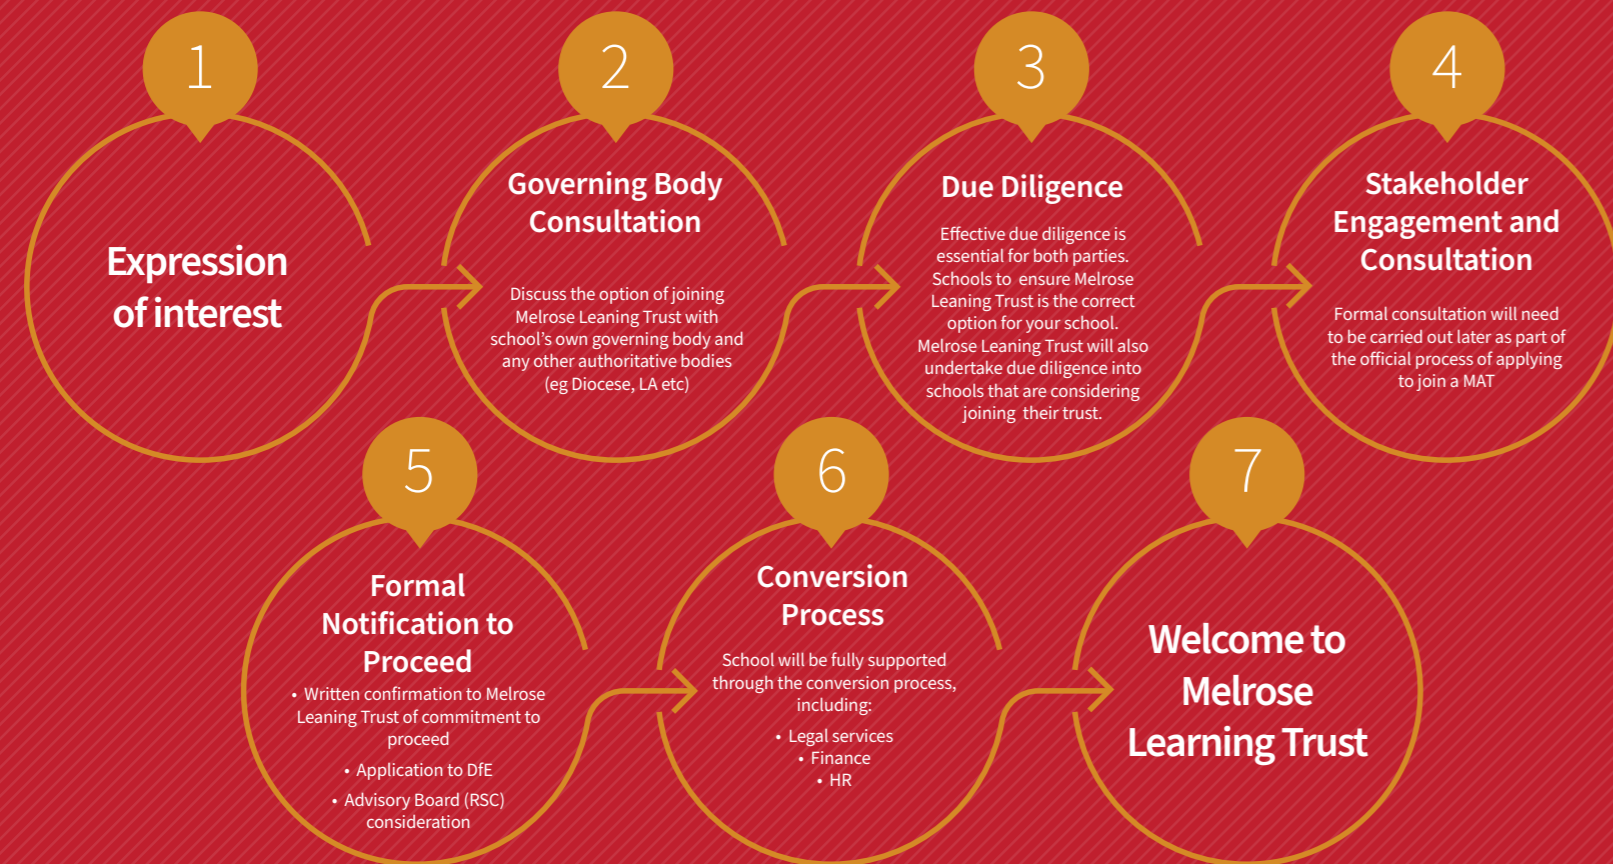 1
Expression
of interest
2
Governing Body
Consultation
Discuss the option of joining
Melrose Leaning Trust with
school's own governing body and
any other authoritative bodies
(eg Diocese, LA etc)
3
Due Diligence
Effective due diligence is
essential for both parties.
Schools to ensure Melrose
Leaning Trust is the correct
option for your school.
Melrose Leaning Trust will also
undertake due diligence into
schools that are considering
joining their trust.
4
Stakeholder
Engagement and
Consultation
Formal consultation will need
to be carried out later as part of
the official process of applying
to join a MAT
5
Formal
Notification to
Proceed
• Written confirmation to Melrose
Leaning Trust of commitment to
proceed
• Application to DfE
• Advisory Board (RSC)
consideration
6
Conversion
Process
School will be fully supported
through the conversion process,
including:
• Legal services
• Finance
• HR
7
Welcome to
Melrose
Learning Trust